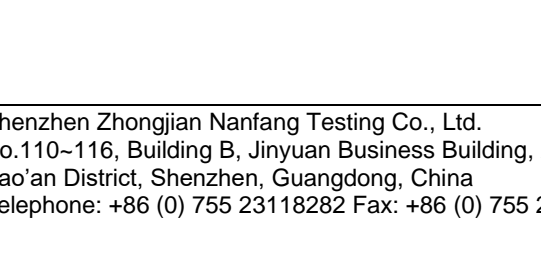 henzhen Zhongjian Nanfang Testing Co., Ltd.
o.110~116, Building B, Jinyuan Business Building,
ao’an District, Shenzhen, Guangdong, China
elephone: +86 (0) 755 23118282 Fax: +86 (0) 755 2